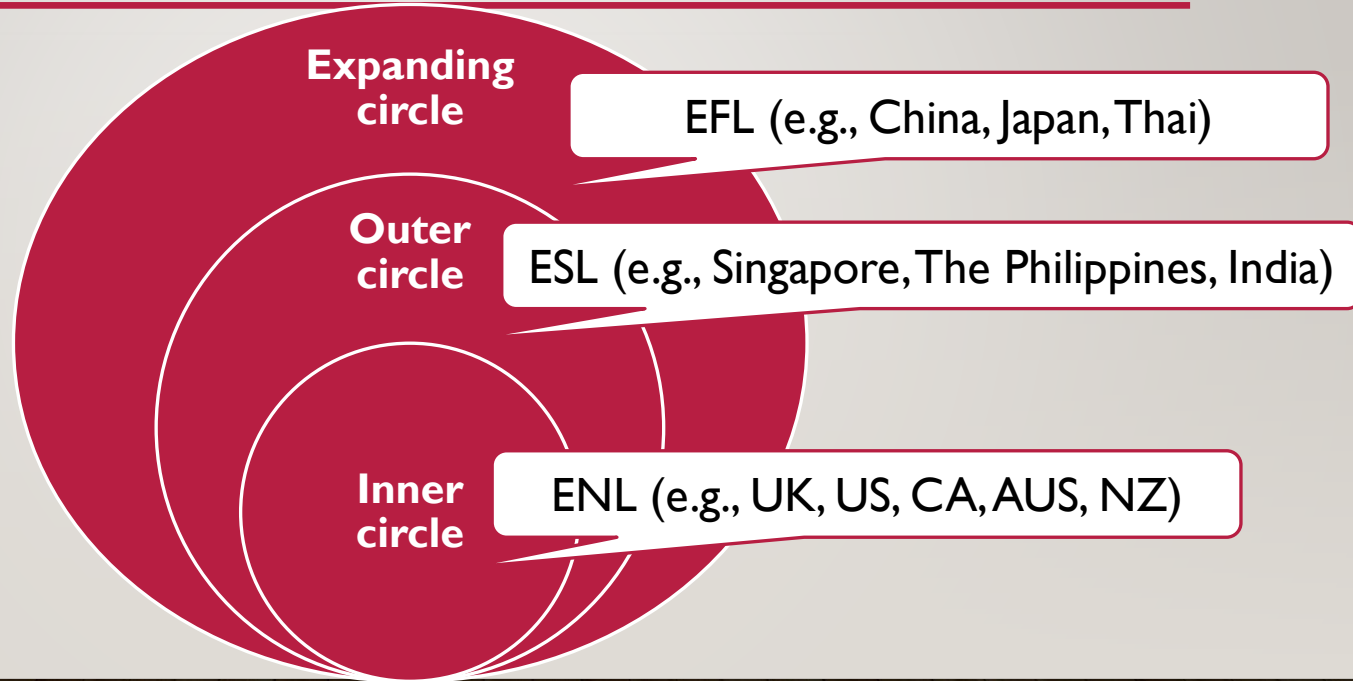 Expanding
circle
EFL (e.g., China, Japan, Thai)
Outer
circle
ESL (e.g., Singapore, The Philippines, India)
Inner
circle
ENL (e.g., UK, US, CA, AUS, NZ)